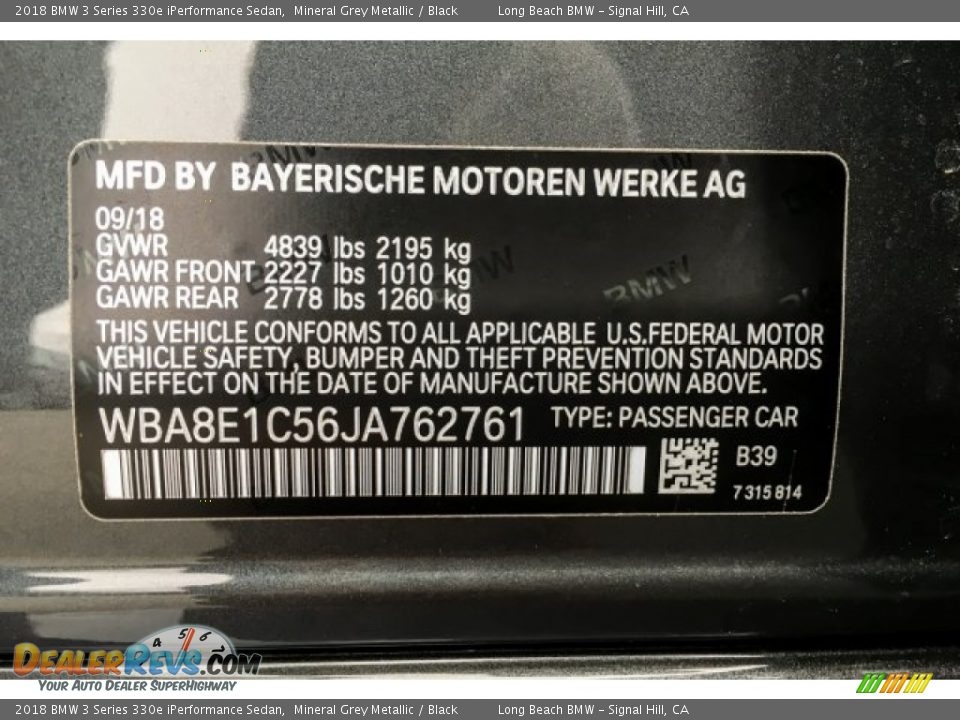 2018 BMW 3 Series 330e iPerformance Sedan,  Mineral Grey Metallic / Black  Long Beach BMW - Signal Hill, CA
MFD BY BAYERISCHE MOTOREN WERKE AG
09/18
GVWR 4839 lbs 2195 kg
GAWR FRONT 2227 lbs 1010 kg
GAWR REAR 2778 lbs 1260 kg
THIS VEHICLE CONFORMS TO ALL APPLICABLE U.S.FEDERAL MOTOR
VEHICLE SAFETY, BUMPER AND THEFT PREVENTION STANDARDS
IN EFFECT ON THE DATE OF MANUFACTURE SHOWN ABOVE.
WBA8E1C56JA762761 TYPE: PASSENGER CAR
B39
7315814
4 5 6 7
DEALERREVS.COM
YOUR AUTO DEALER SUPERHIGHWAY
2018 BMW 3 Series 330e iPerformance Sedan,  Mineral Grey Metallic / Black  Long Beach BMW - Signal Hill, CA